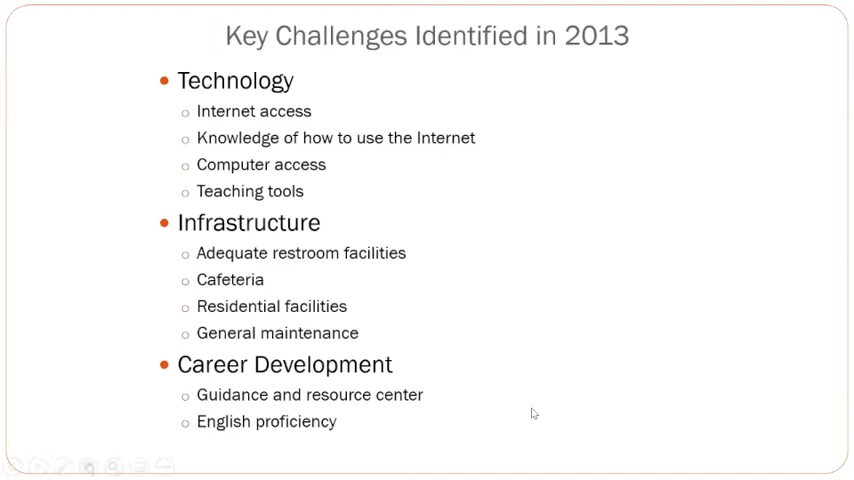 Key Challenges Identified in 2013
Technology
Internet access
Knowledge of how to use the Internet
Computer access
Teaching tools
Infrastructure
Adequate restroom facilities
Cafeteria
Residential facilities
General maintenance
Career Development
Guidance and resource center
English proficiency